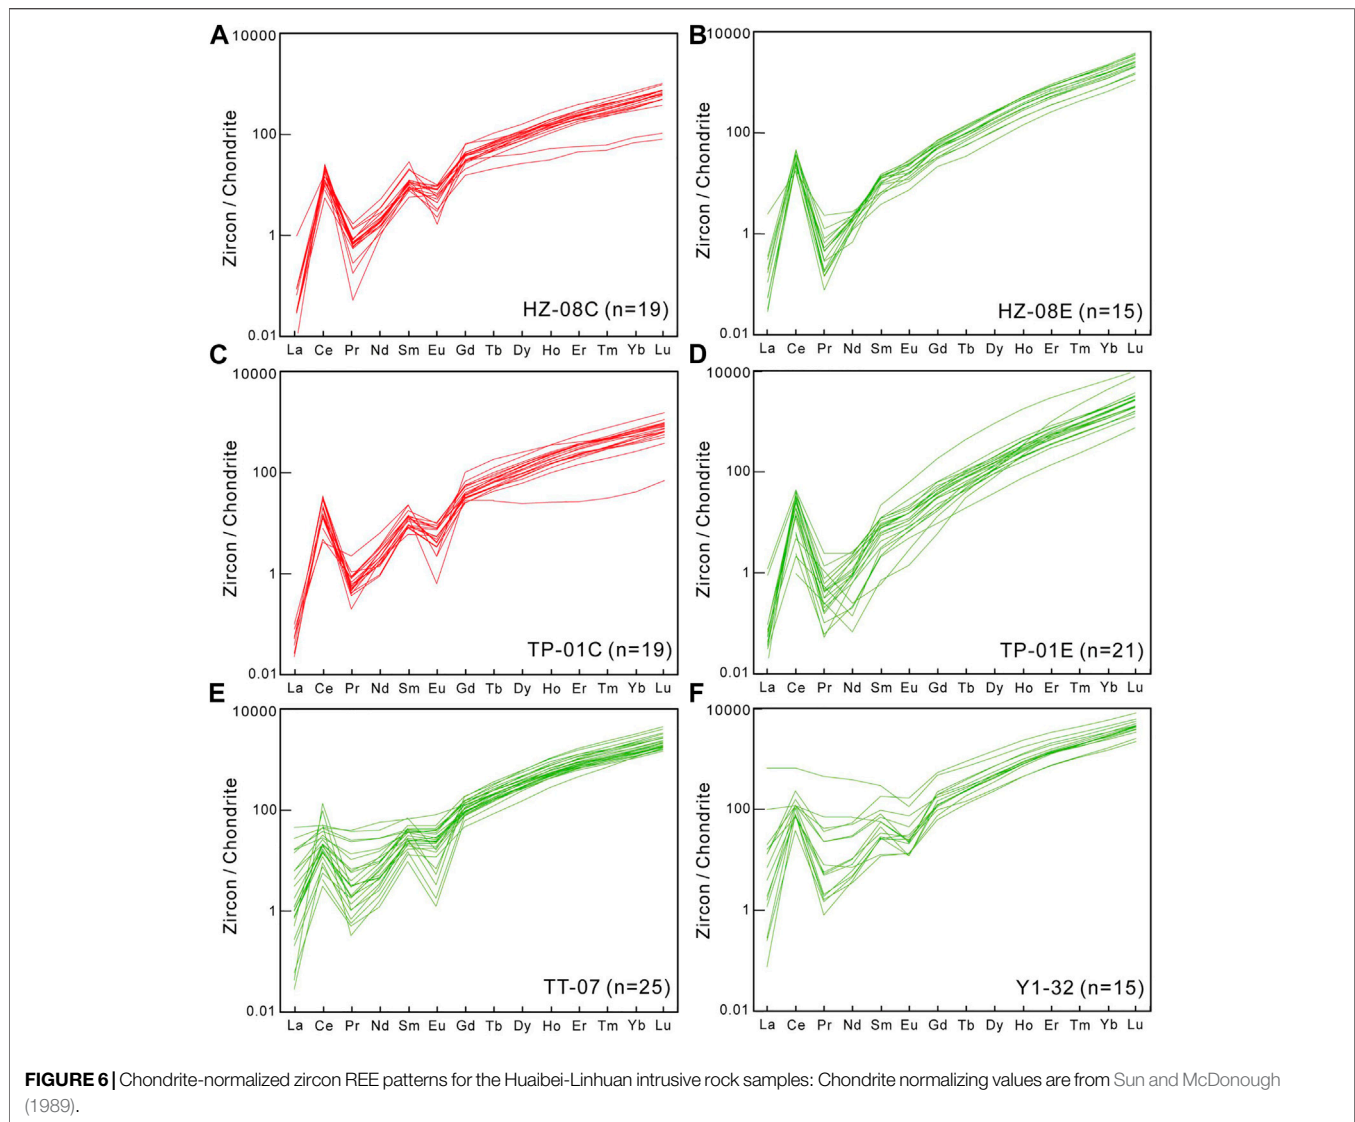 A
10000
100
1
0.01
Zircon / Chondrite
HZ-08C (n=19)
La Ce Pr Nd Sm Eu Gd Tb Dy Ho Er Tm Yb Lu
B
10000
100
1
0.01
Zircon / Chondrite
HZ-08E (n=15)
La Ce Pr Nd Sm Eu Gd Tb Dy Ho Er Tm Yb Lu
C
10000
100
1
0.01
Zircon / Chondrite
TP-01C (n=19)
La Ce Pr Nd Sm Eu Gd Tb Dy Ho Er Tm Yb Lu
D
10000
100
1
0.01
Zircon / Chondrite
TP-01E (n=21)
La Ce Pr Nd Sm Eu Gd Tb Dy Ho Er Tm Yb Lu
E
10000
100
1
0.01
Zircon / Chondrite
TT-07 (n=25)
La Ce Pr Nd Sm Eu Gd Tb Dy Ho Er Tm Yb Lu
F
10000
100
1
0.01
Zircon / Chondrite
Y1-32 (n=15)
La Ce Pr Nd Sm Eu Gd Tb Dy Ho Er Tm Yb Lu
FIGURE 6 | Chondrite-normalized zircon REE patterns for the Huaibei-Linhuan intrusive rock samples: Chondrite normalizing values are from Sun and McDonough
(1989).